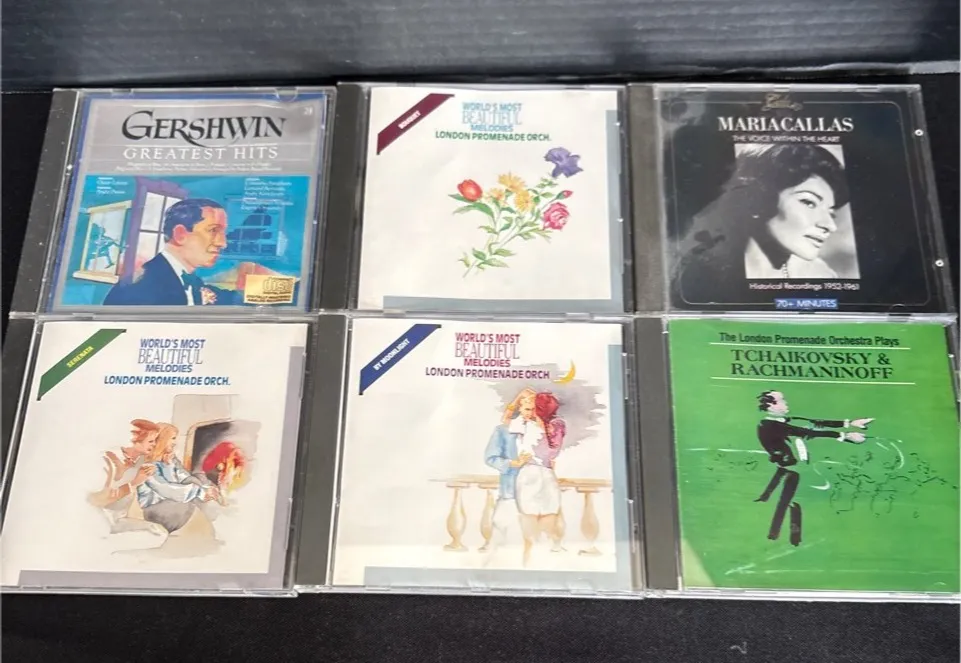 GERSHWIN
GREATEST HITS
BOUQUET
WORLD'S MOST
BEAUTIFUL
MELODIES
LONDON PROMENADE ORCH.
MARIA CALLAS
THE VOICE WITHIN THE HEART
Historical Recordings 1952-1961
70+ MINUTES
SERENATA
WORLD'S MOST
BEAUTIFUL
MELODIES
LONDON PROMENADE ORCH.
BY MOONLIGHT
WORLD'S MOST
BEAUTIFUL
MELODIES
LONDON PROMENADE ORCH.
The London Promenade Orchestra Plays
TCHAIKOVSKY &
RACHMANINOFF